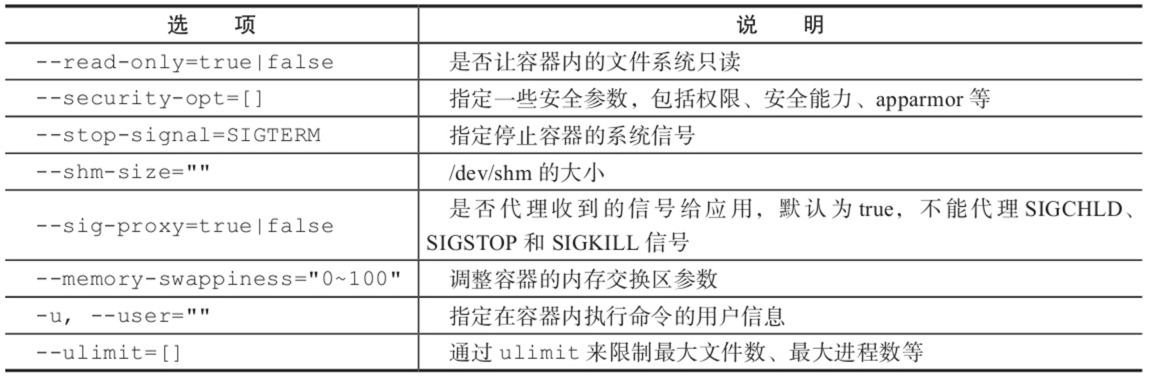 选 项 说 明
--read-only=true|false 是否让容器内的文件系统只读
--security-opt=[] 指定一些安全参数，包括权限、安全能力、apparmor 等
--stop-signal=SIGTERM 指定停止容器的系统信号
--shm-size="" /dev/shm 的大小
--sig-proxy=true|false 是否代理收到的信号给应用，默认为 true，不能代理 SIGCHLD、
SIGSTOP 和 SIGKILL 信号
--memory-swappiness="0~100" 调整容器的内存交换区参数
-u, --user="" 指定在容器内执行命令的用户信息
--ulimit=[] 通过 ulimit 来限制最大文件数、最大进程数等